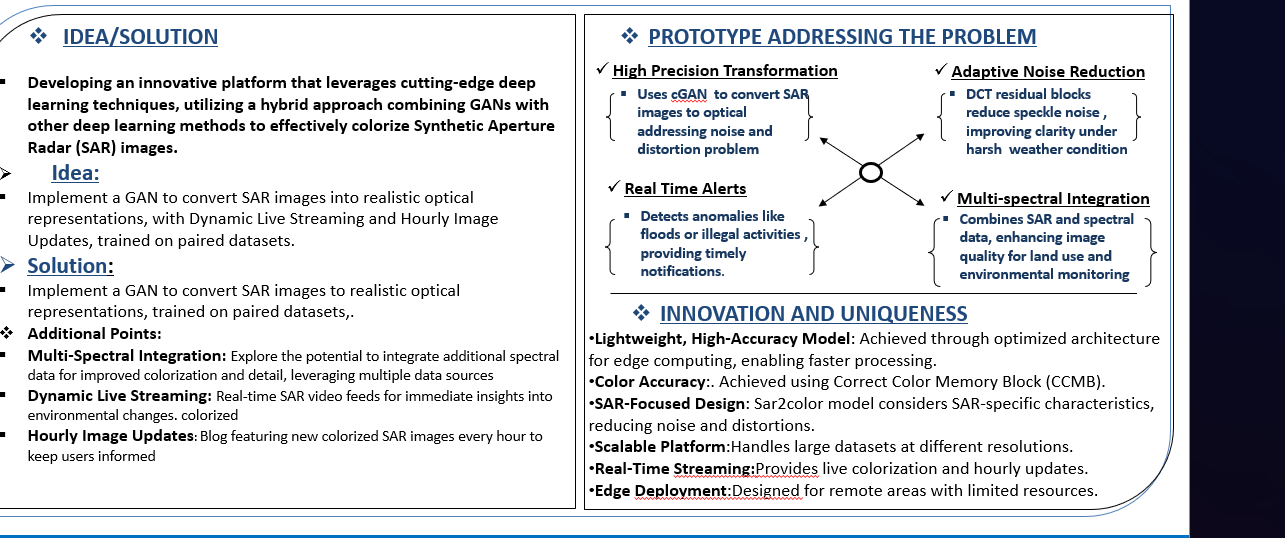 ❖ IDEA/SOLUTION
Developing an innovative platform that leverages cutting-edge deep
learning techniques, utilizing a hybrid approach combining GANs with
other deep learning methods to effectively colorize Synthetic Aperture
Radar (SAR) images.
Idea:
Implement a GAN to convert SAR images into realistic optical
representations, with Dynamic Live Streaming and Hourly Image
Updates, trained on paired datasets.
Solution:
Implement a GAN to convert SAR images to realistic optical
representations, trained on paired datasets,.
❖ Additional Points:
Multi-Spectral Integration: Explore the potential to integrate additional spectral
data for improved colorization and detail, leveraging multiple data sources
Dynamic Live Streaming: Real-time SAR video feeds for immediate insights into
environmental changes. colorized
Hourly Image Updates: Blog featuring new colorized SAR images every hour to
keep users informed
❖ PROTOTYPE ADDRESSING THE PROBLEM
✓ High Precision Transformation
▪ Uses cGAN to convert SAR
images to optical
addressing noise and
distortion problem
✓ Adaptive Noise Reduction
▪ DCT residual blocks
reduce speckle noise ,
improving clarity under
harsh weather condition
✓ Real Time Alerts
▪ Detects anomalies like
floods or illegal activities ,
providing timely
notifications.
✓ Multi-spectral Integration
▪ Combines SAR and spectral
data, enhancing image
quality for land use and
environmental monitoring
❖ INNOVATION AND UNIQUENESS
•Lightweight, High-Accuracy Model: Achieved through optimized architecture
for edge computing, enabling faster processing.
•Color Accuracy:. Achieved using Correct Color Memory Block (CCMB).
•SAR-Focused Design: Sar2color model considers SAR-specific characteristics,
reducing noise and distortions.
•Scalable Platform:Handles large datasets at different resolutions.
•Real-Time Streaming:Provides live colorization and hourly updates.
•Edge Deployment:Designed for remote areas with limited resources.